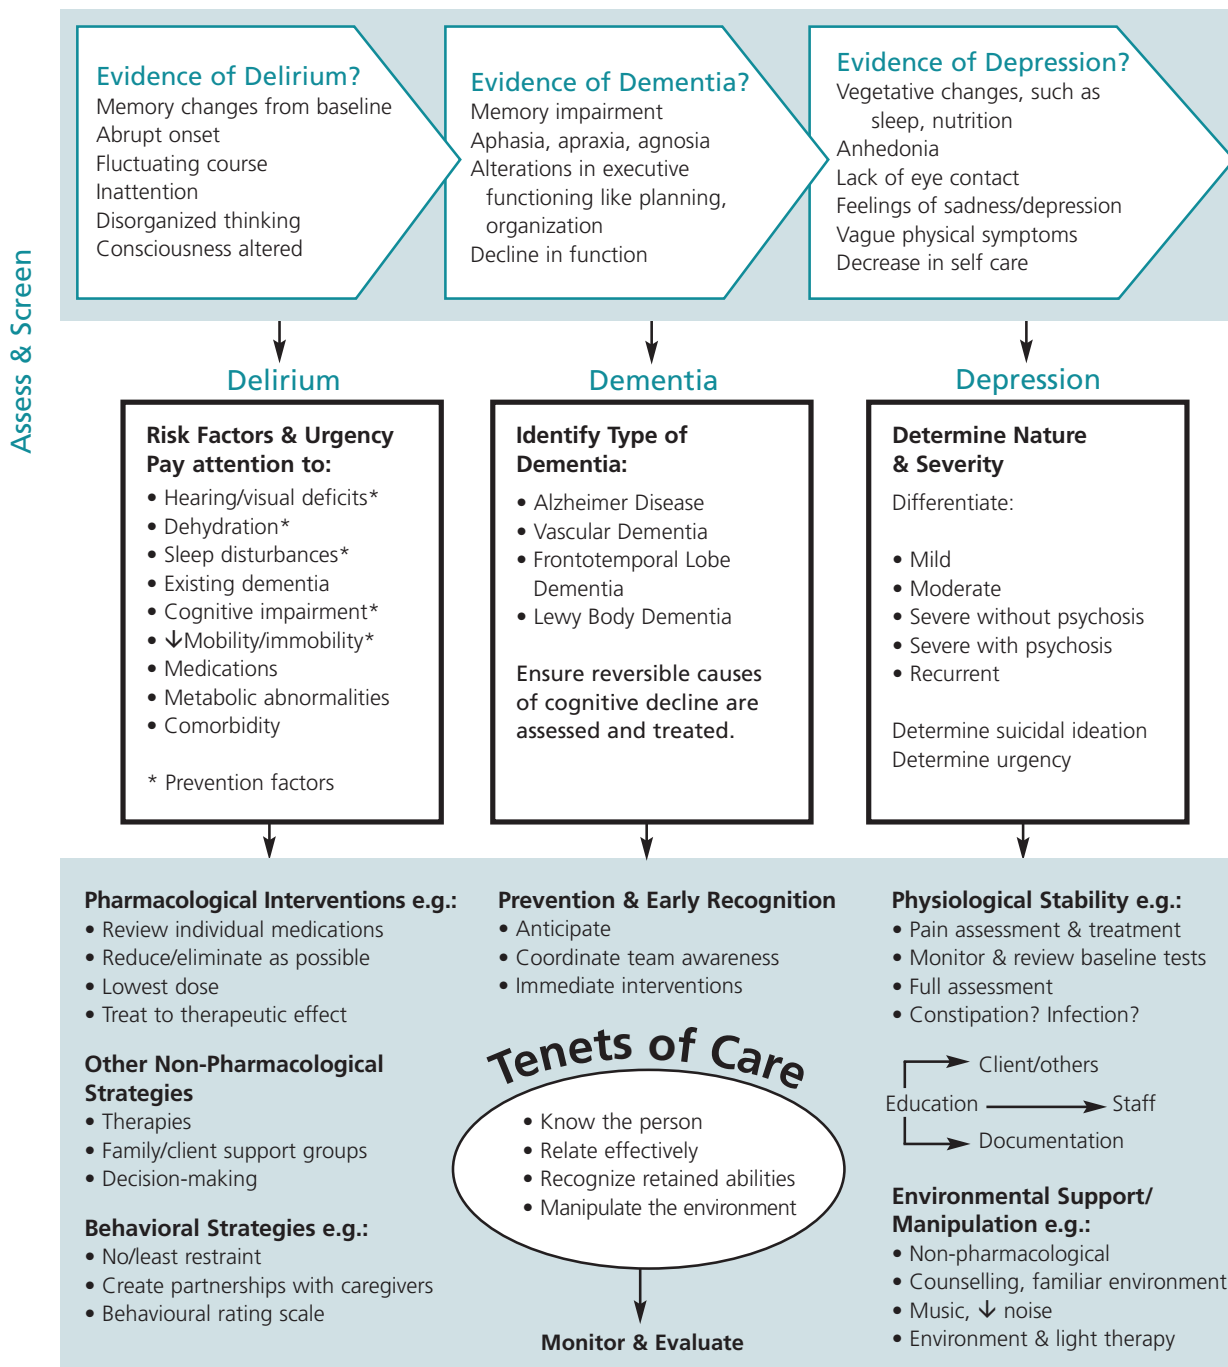 Assess & Screen
Evidence of Delirium?
Memory changes from baseline
Abrupt onset
Fluctuating course
Inattention
Disorganized thinking
Consciousness altered
Evidence of Dementia?
Memory impairment
Aphasia, apraxia, agnosia
Alterations in executive
functioning like planning,
organization
Decline in function
Evidence of Depression?
Vegetative changes, such as
sleep, nutrition
Anhedonia
Lack of eye contact
Feelings of sadness/depression
Vague physical symptoms
Decrease in self care
Delirium
Risk Factors & Urgency
Pay attention to:
• Hearing/visual deficits*
• Dehydration*
• Sleep disturbances*
• Existing dementia
• Cognitive impairment*
• ↓Mobility/immobility*
• Medications
• Metabolic abnormalities
• Comorbidity
* Prevention factors
Dementia
Identify Type of
Dementia:
• Alzheimer Disease
• Vascular Dementia
• Frontotemporal Lobe
Dementia
• Lewy Body Dementia
Ensure reversible causes
of cognitive decline are
assessed and treated.
Depression
Determine Nature
& Severity
Differentiate:
• Mild
• Moderate
• Severe without psychosis
• Severe with psychosis
• Recurrent
Determine suicidal ideation
Determine urgency
Pharmacological Interventions e.g.:
• Review individual medications
• Reduce/eliminate as possible
• Lowest dose
• Treat to therapeutic effect
Other Non-Pharmacological
Strategies
• Therapies
• Family/client support groups
• Decision-making
Behavioral Strategies e.g.:
• No/least restraint
• Create partnerships with caregivers
• Behavioural rating scale
Prevention & Early Recognition
• Anticipate
• Coordinate team awareness
• Immediate interventions
Tenets of Care
• Know the person
• Relate effectively
• Recognize retained abilities
• Manipulate the environment
Monitor & Evaluate
Physiological Stability e.g.:
• Pain assessment & treatment
• Monitor & review baseline tests
• Full assessment
• Constipation? Infection?
Client/others
Education
Staff
Documentation
Environmental Support/
Manipulation e.g.:
• Non-pharmacological
• Counselling, familiar environment
• Music, ↓ noise
• Environment & light therapy